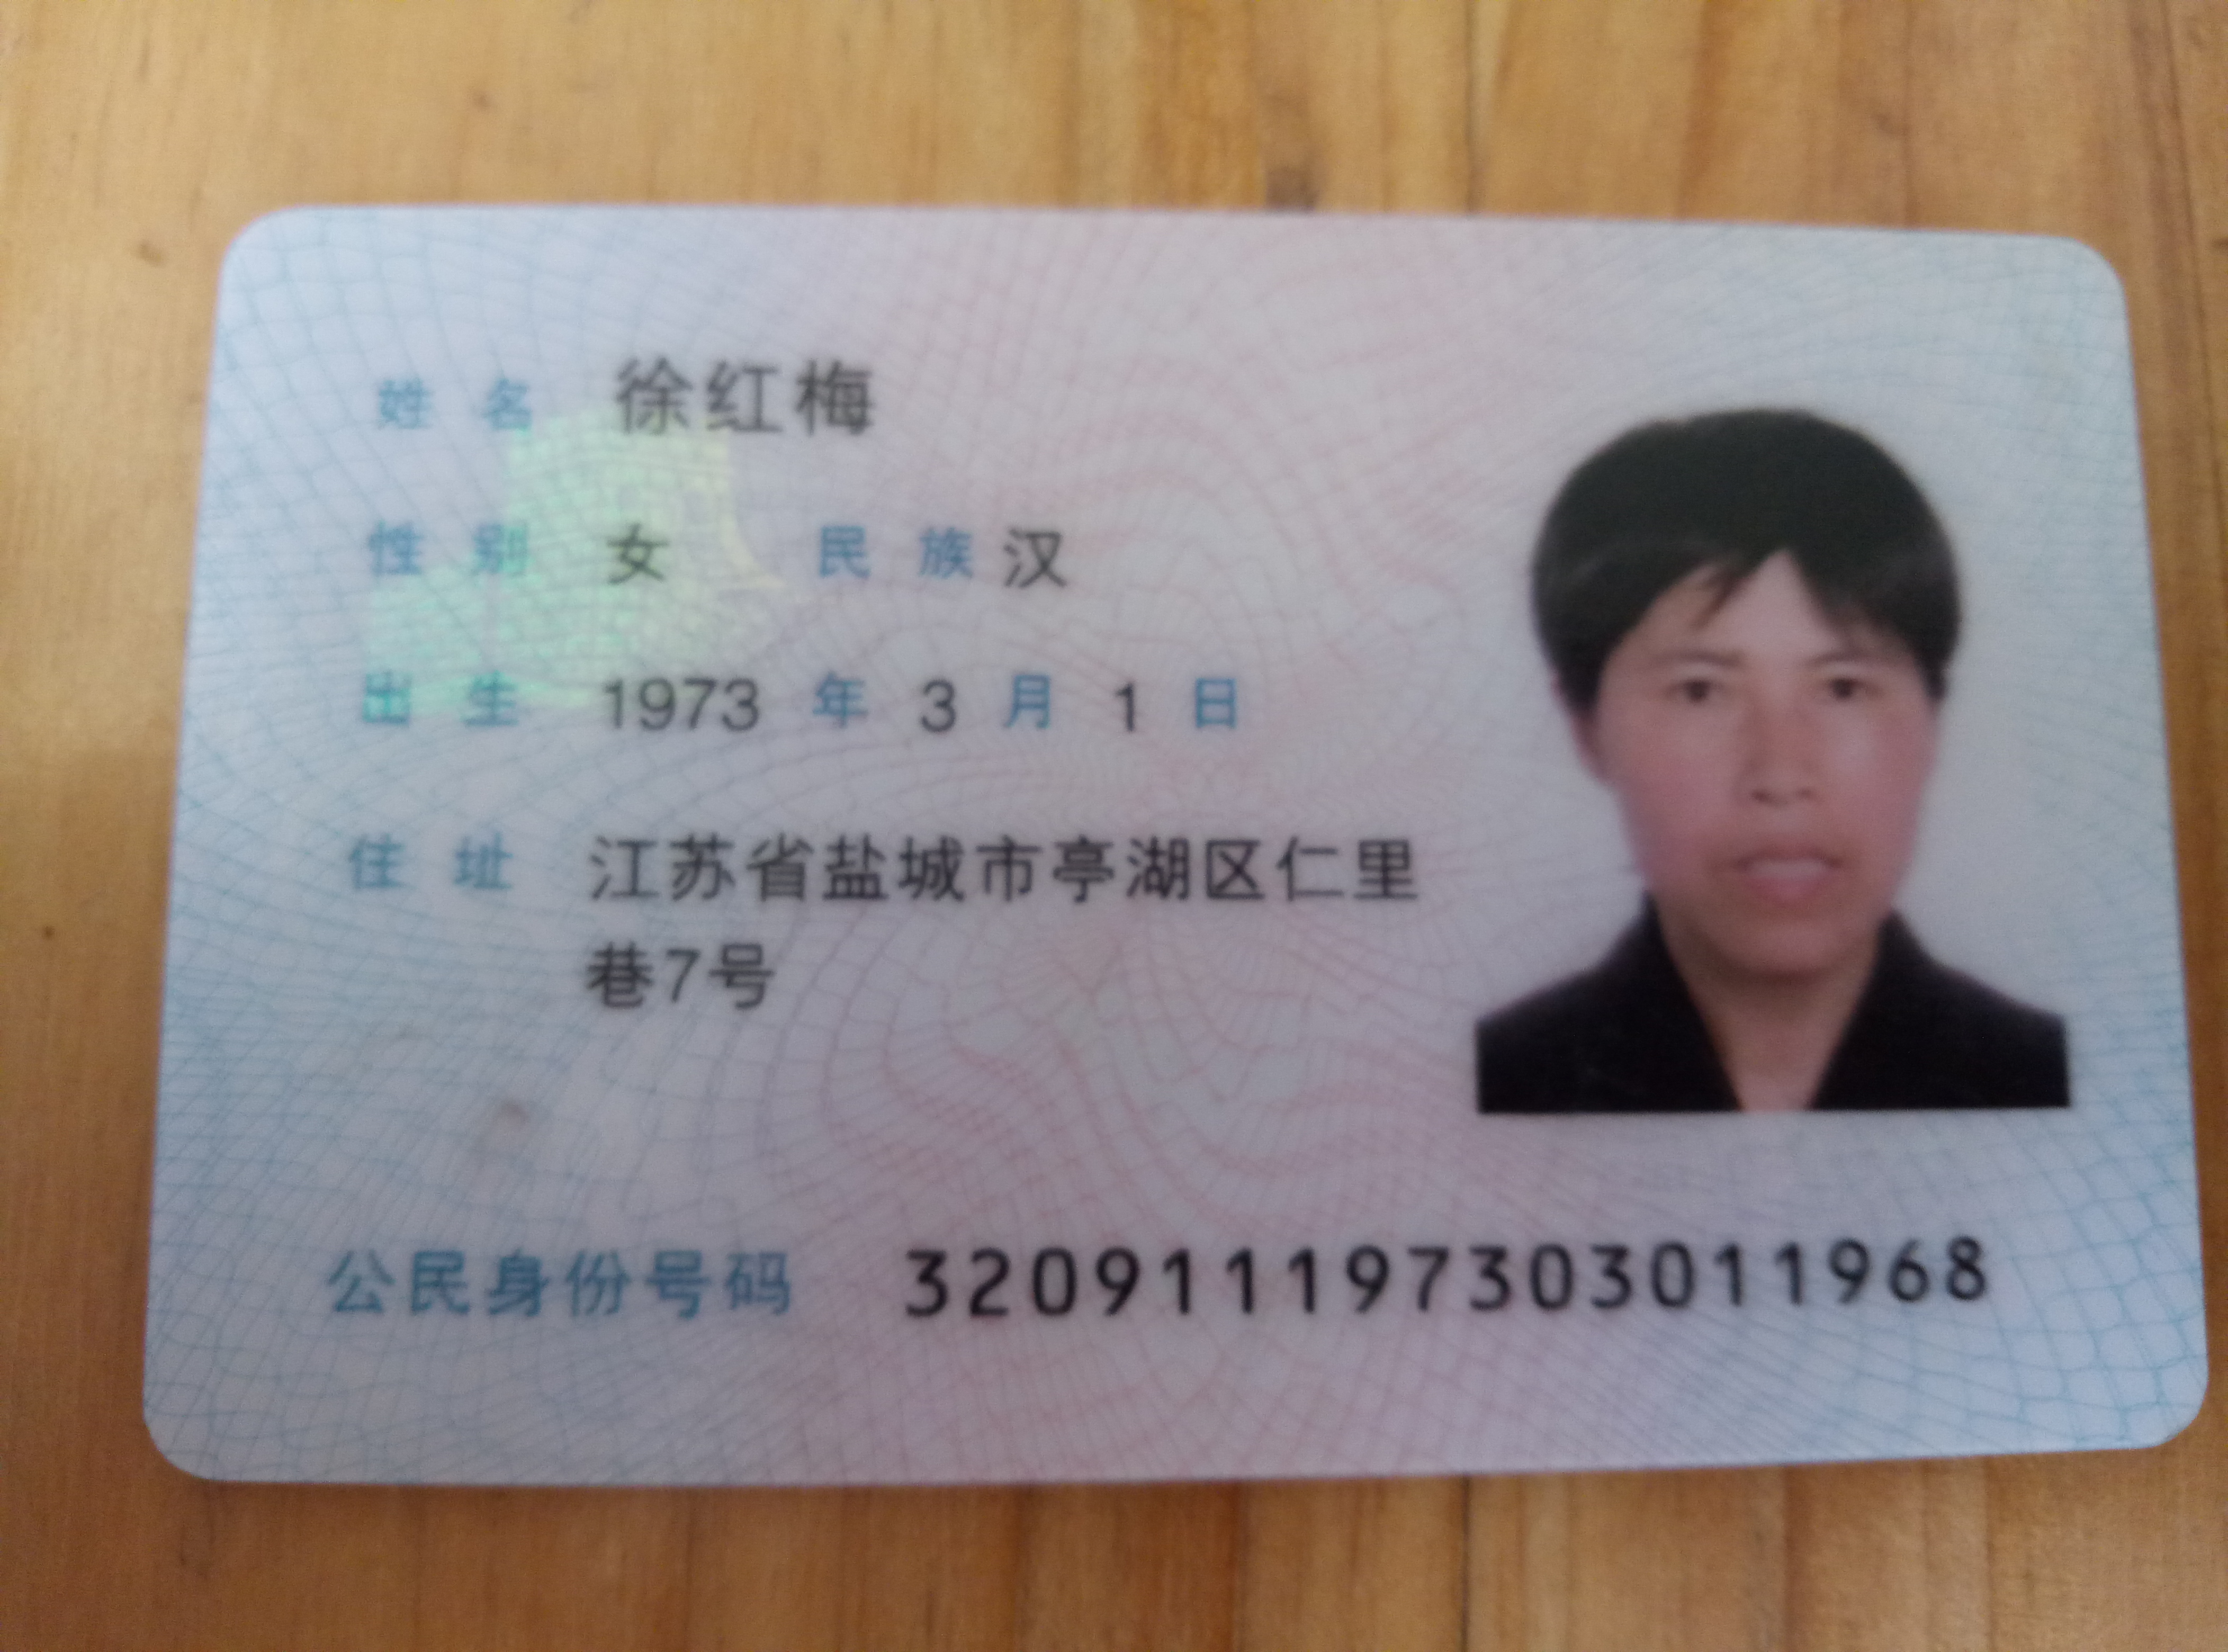 姓名 徐红梅
性别 女 民族 汉
出生 1973 年 3 月 1 日
住址 江苏省盐城市亭湖区仁里
巷7号
公民身份号码 320911197303011968